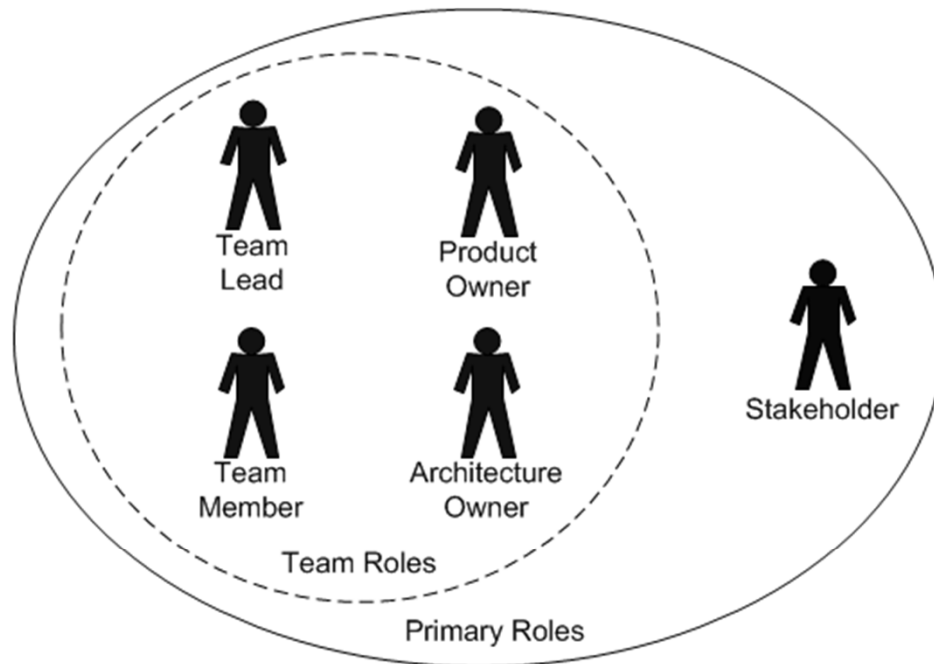 Team
Lead
Product
Owner
Stakeholder
Team
Member
Architecture
Owner
Team Roles
Primary Roles